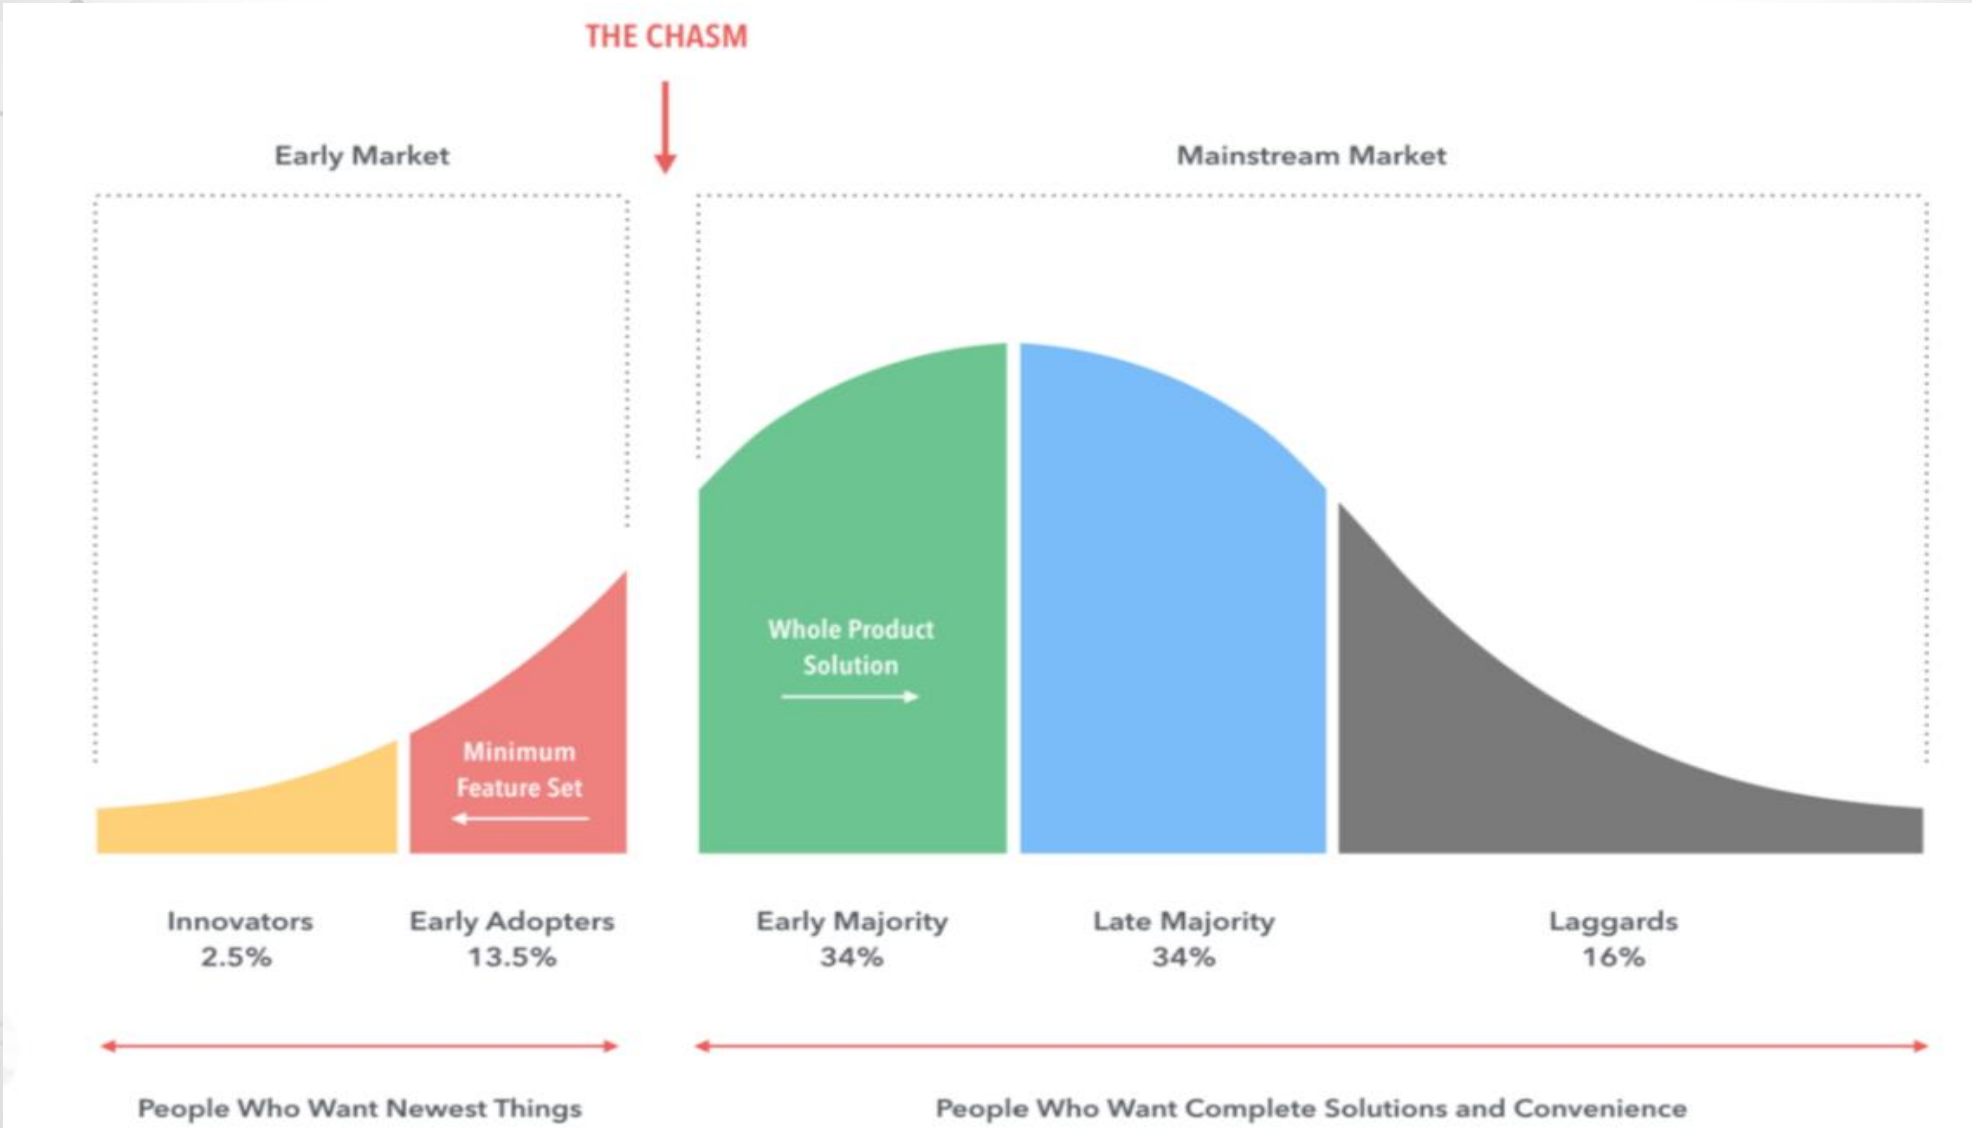 THE CHASM
Early Market
Mainstream Market
Whole Product
Solution
Minimum
Feature Set
Innovators
2.5%
Early Adopters
13.5%
Early Majority
34%
Late Majority
34%
Laggards
16%
People Who Want Newest Things
People Who Want Complete Solutions and Convenience